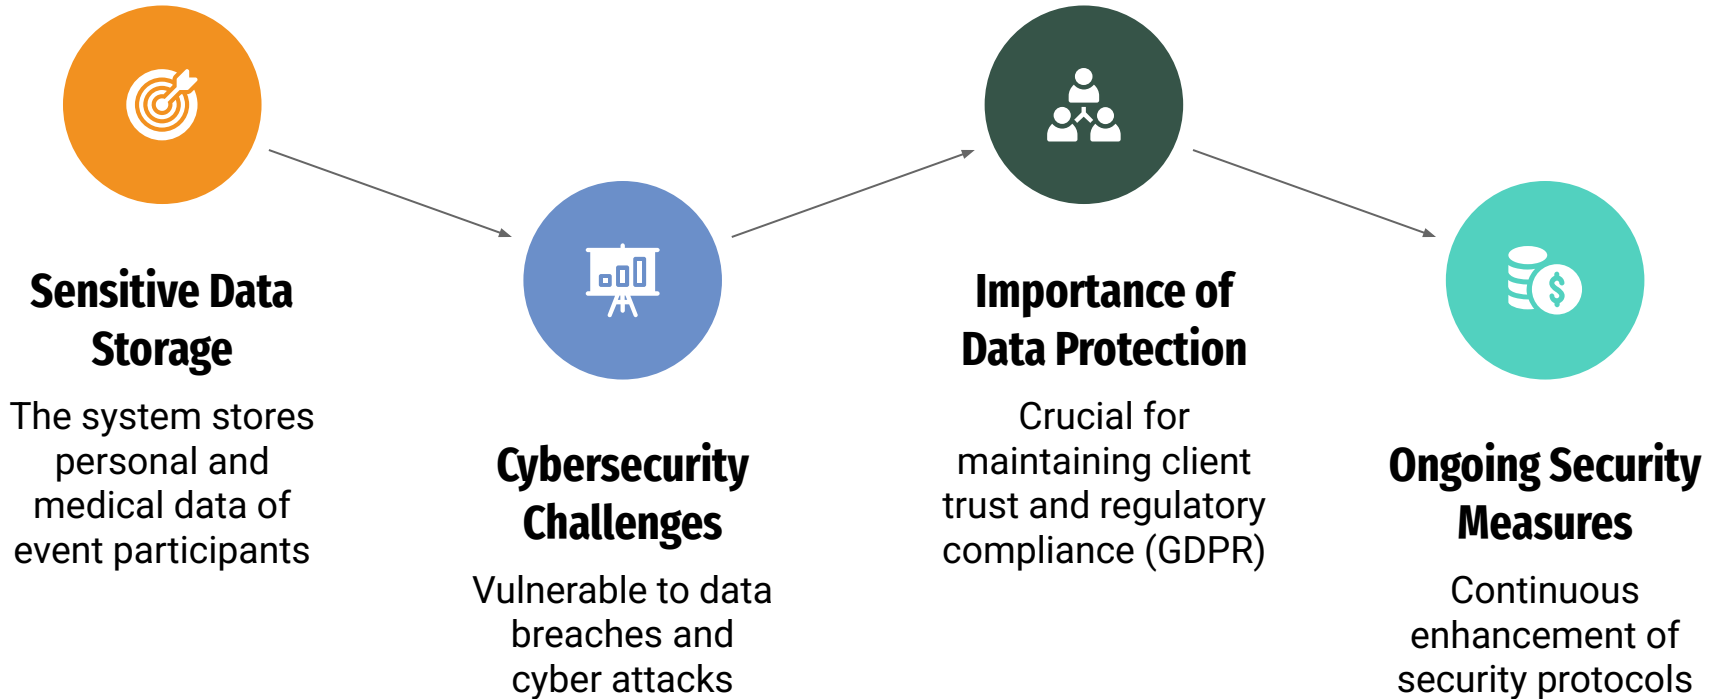 Sensitive Data
Storage
The system stores
personal and
medical data of
event participants
Cybersecurity
Challenges
Vulnerable to data
breaches and
cyber attacks
Importance of
Data Protection
Crucial for
maintaining client
trust and regulatory
compliance (GDPR)
$
Ongoing Security
Measures
Continuous
enhancement of
security protocols